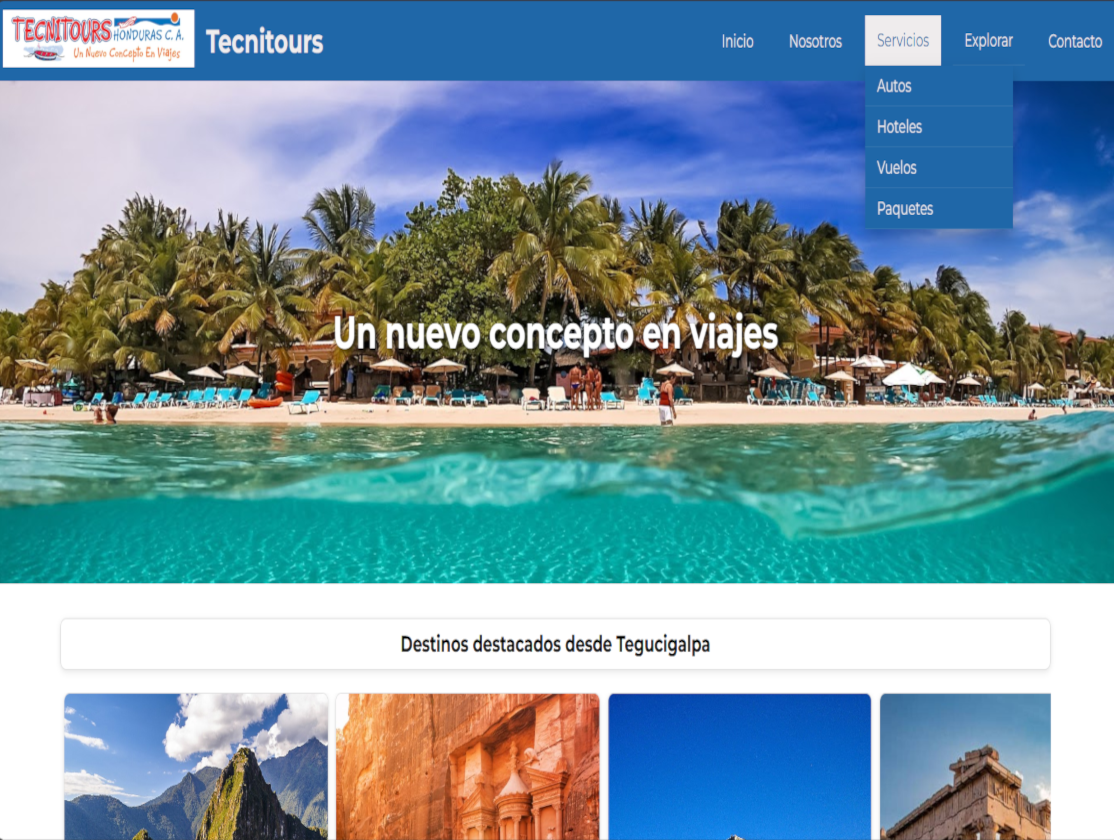 TECNITOURS HONDURAS C. A.
Un Nuevo Concepto En Viajes
Tecnitours
Inicio
Nosotros
Servicios
Explorar
Contacto
Autos
Hoteles
Vuelos
Paquetes
Un nuevo concepto en viajes
Destinos destacados desde Tegucigalpa